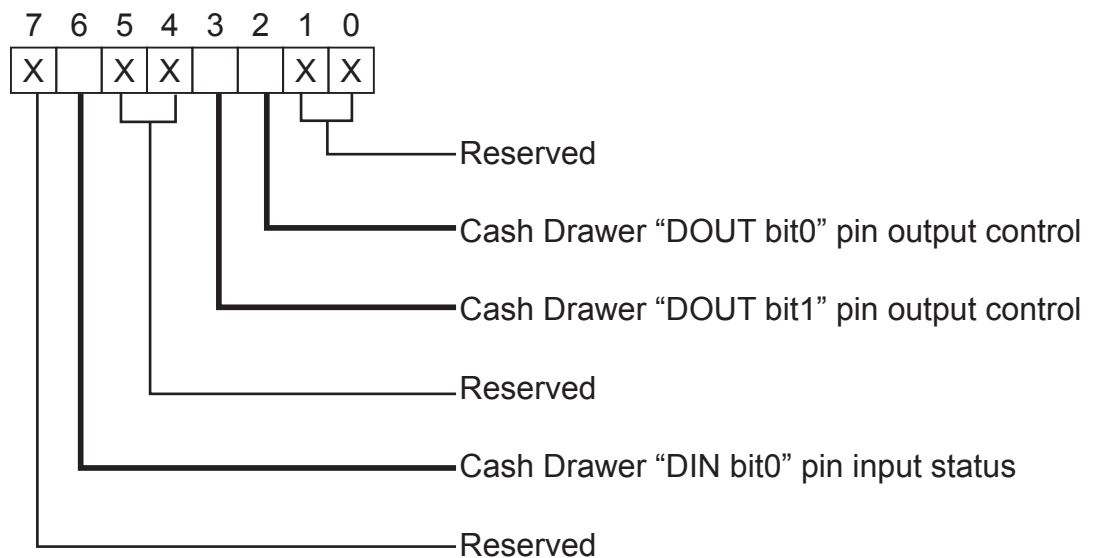 7 6 5 4 3 2 1 0
X X X X X
Reserved
Cash Drawer “DOUT bit0” pin output control
Cash Drawer “DOUT bit1” pin output control
Reserved
Cash Drawer “DIN bit0” pin input status
Reserved